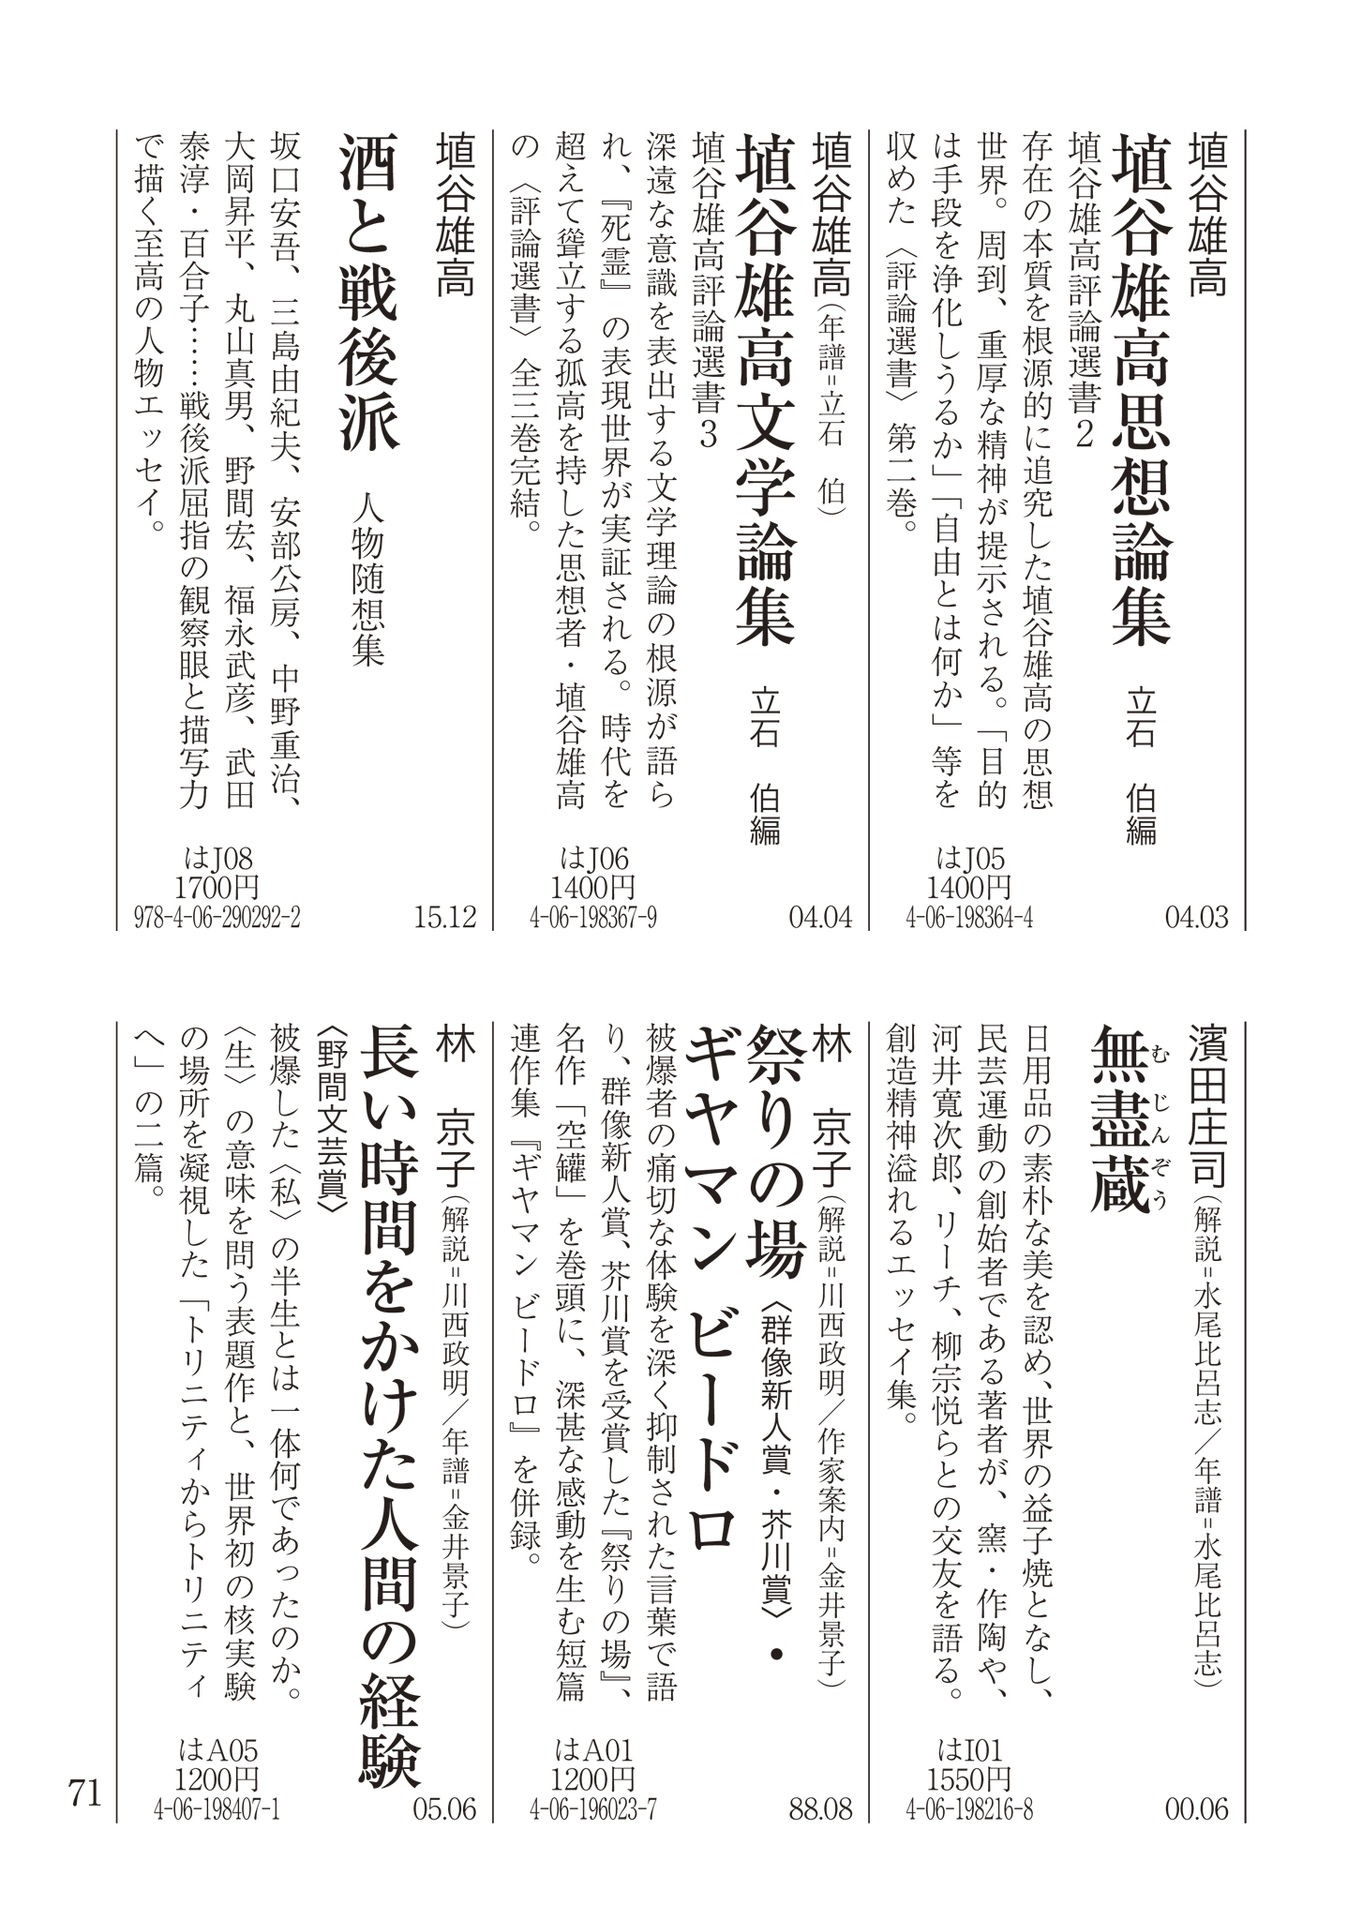 埴谷雄高
埴谷雄高思想論集　立石　伯編
埴谷雄高評論選書2
存在の本質を根源的に追究した埴谷雄高の思想
世界。周到、重厚な精神が提示される。「目的
は手段を浄化しうるか」「自由とは何か」等を
収めた〈評論選書〉第二巻。
はJ05
1400円
4-06-198364-4
04.03
埴谷雄高（年譜=立石　伯）
埴谷雄高文学論集　立石　伯編
埴谷雄高評論選書3
深遠な意識を表出する文学理論の根源が語ら
れ、『死霊』の表現世界が実証される。時代を
超えて聳立する孤高を持した思想者・埴谷雄高
の〈評論選書〉全三巻完結。
はJ06
1400円
4-06-198367-9
04.04
埴谷雄高
酒と戦後派　人物随想集
坂口安吾、三島由紀夫、安部公房、中野重治、
大岡昇平、丸山真男、野間宏、福永武彦、武田
泰淳・百合子……戦後派屈指の観察眼と描写力
で描く至高の人物エッセイ。
はJ08
1700円
978-4-06-290292-2
15.12
濱田庄司（解説=水尾比呂志／年譜=水尾比呂志）
無盡蔵
むじんぞう
日用品の素朴な美を認め、世界の益子焼となし、
民芸運動の創始者である著者が、窯・作陶や、
河井寬次郎、リーチ、柳宗悦らとの交友を語る。
創造精神溢れるエッセイ集。
はI01
1550円
4-06-198216-8
00.06
林　京子（解説=川西政明／作家案内=金井景子）
祭りの場〈群像新人賞・芥川賞〉・
ギヤマン ビードロ
被爆者の痛切な体験を深く抑制された言葉で語
り、群像新人賞、芥川賞を受賞した『祭りの場』、
名作「空罐」を巻頭に、深甚な感動を生む短篇
連作集『ギヤマン ビードロ』を併録。
はA01
1200円
4-06-196023-7
88.08
林　京子（解説=川西政明／年譜=金井景子）
長い時間をかけた人間の経験
〈野間文芸賞〉
被爆した〈私〉の半生とは一体何であったのか。
〈生〉の意味を問う表題作と、世界初の核実験
の場所を凝視した「トリニティからトリニティ
へ」の二篇。
はA05
1200円
4-06-198407-1
05.06
71